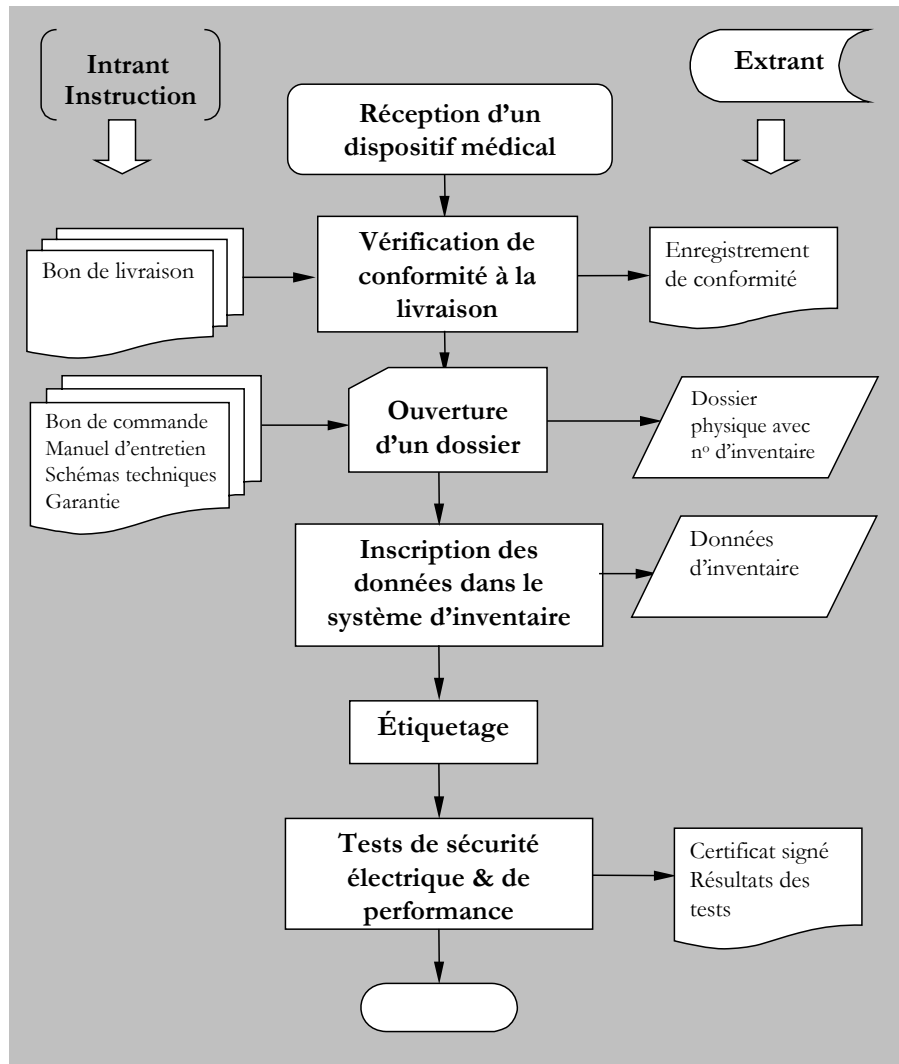 Intrant
Instruction
Extrant
Réception d'un
dispositif médical
Bon de livraison
Vérification de
conformité à la
livraison
Enregistrement
de conformité
Bon de commande
Manuel d'entretien
Schémas techniques
Garantie
Ouverture
d'un dossier
Dossier
physique avec
nº d'inventaire
Inscription des
données dans le
système d'inventaire
Données
d'inventaire
Étiquetage
Tests de sécurité
électrique & de
performance
Certificat signé
Résultats des
tests